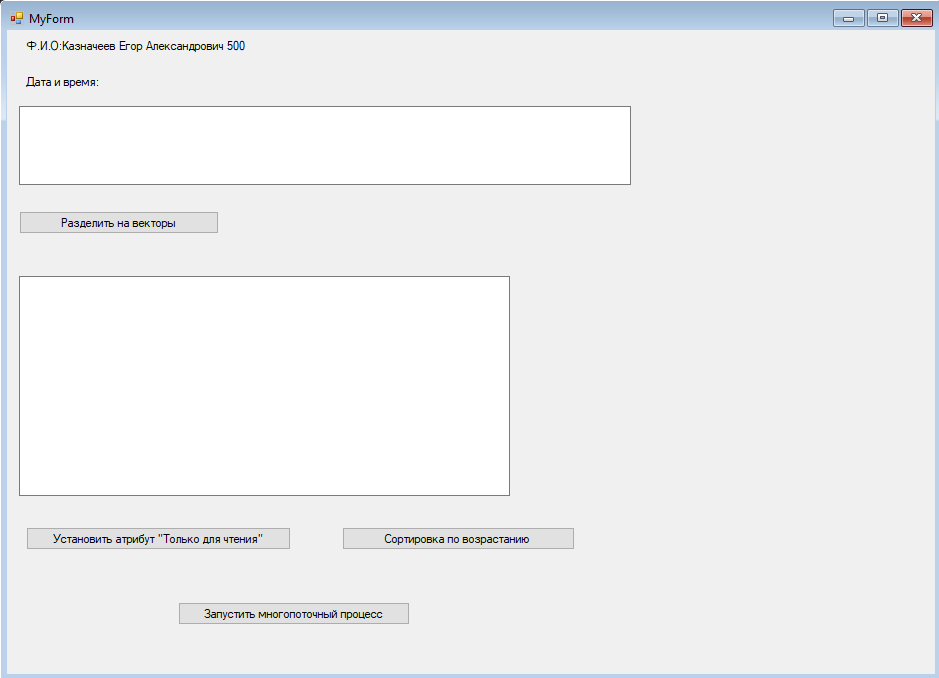 MyForm
Ф.И.О:Казначеев Егор Александрович 500
Дата и время:
Разделить на векторы
Установить атрибут "Только для чтения"
Сортировка по возрастанию
Запустить многопоточный процесс